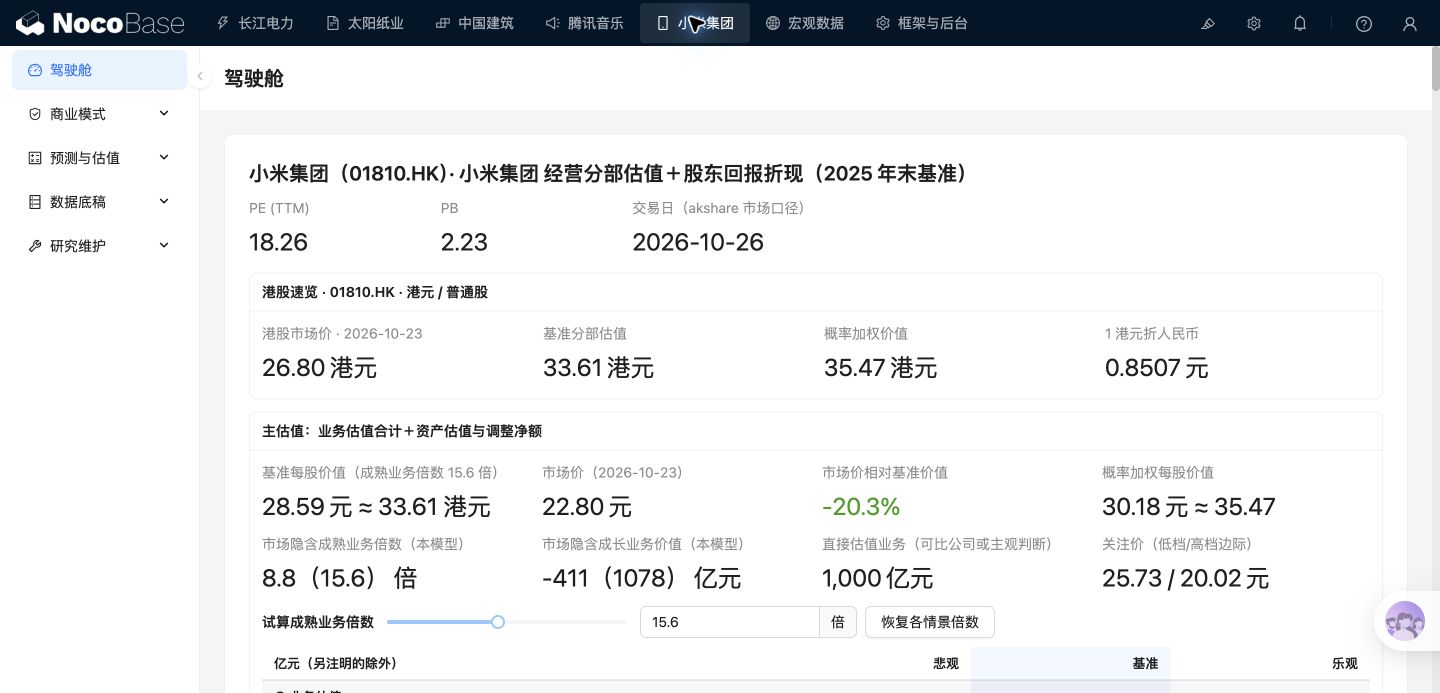 NocoBase 长江电力 太阳纸业 中国建筑 腾讯音乐 小米集团 宏观数据 框架与后台
驾驶舱
商业模式
预测与估值
数据底稿
研究维护
驾驶舱
小米集团（01810.HK）· 小米集团 经营分部估值＋股东回报折现（2025 年末基准）
PE (TTM) PB 交易日（akshare 市场口径）
18.26 2.23 2026-10-26
港股速览 · 01810.HK · 港元 / 普通股
港股市场价 · 2026-10-23 基准分部估值 概率加权价值 1 港元折人民币
26.80 港元 33.61 港元 35.47 港元 0.8507 元
主估值：业务估值合计＋资产估值与调整净额
基准每股价值（成熟业务倍数 15.6 倍） 市场价（2026-10-23） 市场价相对基准价值 概率加权每股价值
28.59 元 ≈ 33.61 港元 22.80 元 -20.3% 30.18 元 ≈ 35.47
市场隐含成熟业务倍数（本模型） 市场隐含成长业务价值（本模型） 直接估值业务（可比公司或主观判断） 关注价（低档/高档边际）
8.8（15.6） 倍 -411（1078） 亿元 1,000 亿元 25.73 / 20.02 元
试算成熟业务倍数 15.6 倍 恢复各情景倍数
亿元（另注明的除外） 悲观 基准 乐观